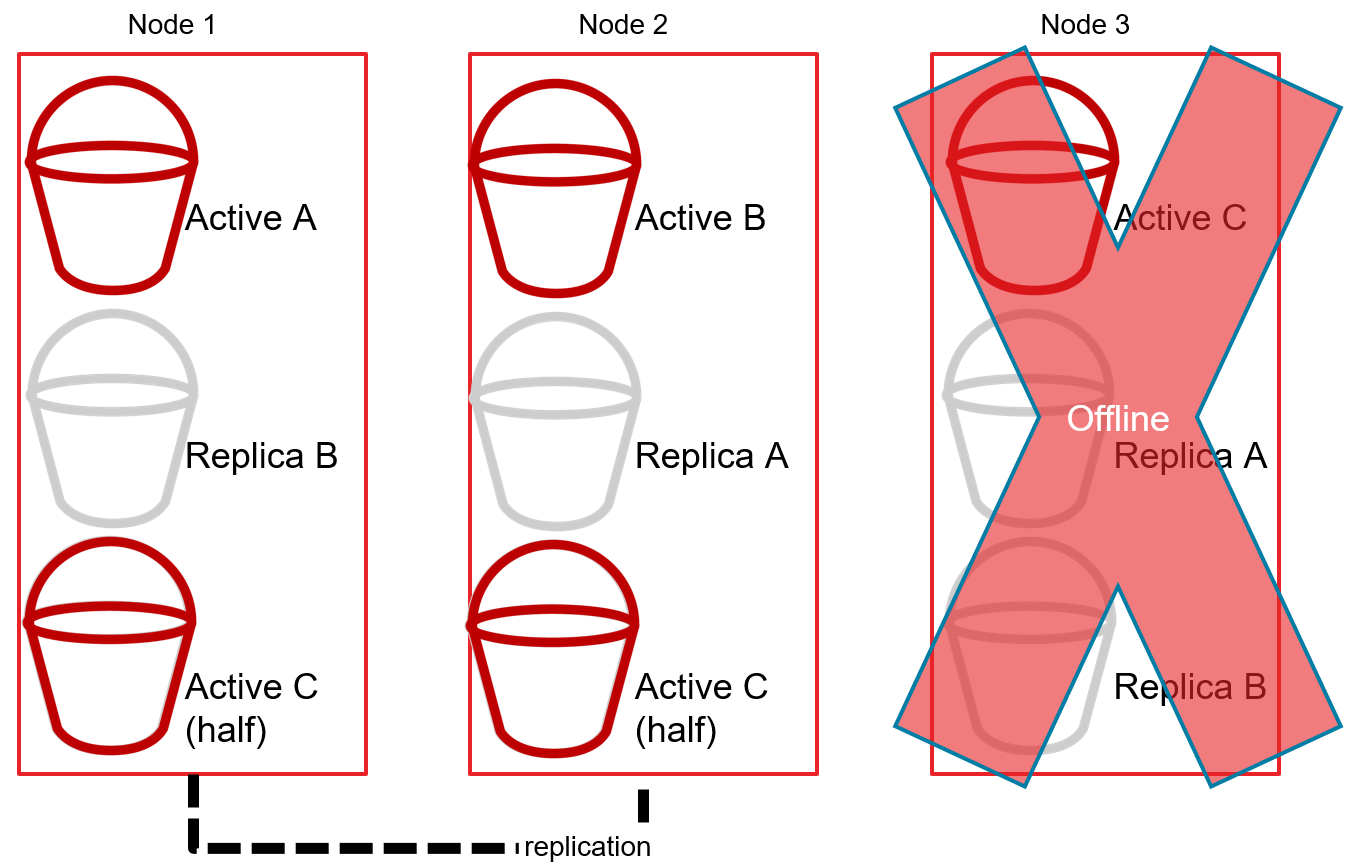 Node 1
Node 2
Node 3
Active A
Active B
Active C
Replica B
Replica A
Offline
Replica A
Active C
(half)
Active C
(half)
Replica B
replication